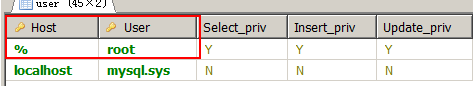 user (45×2)
Host User Select_priv Insert_priv Update_priv
% root Y Y Y
localhost mysql.sys N N N